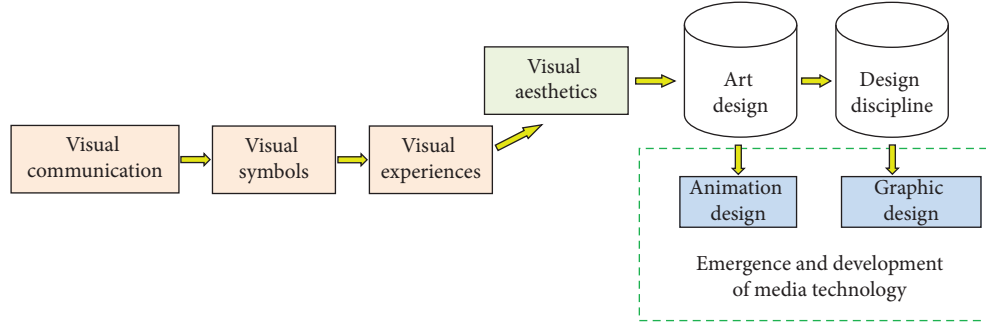 Visual
communication
Visual
symbols
Visual
experiences
Visual
aesthetics
Art
design
Design
discipline
Animation
design
Graphic
design
Emergence and development
of media technology